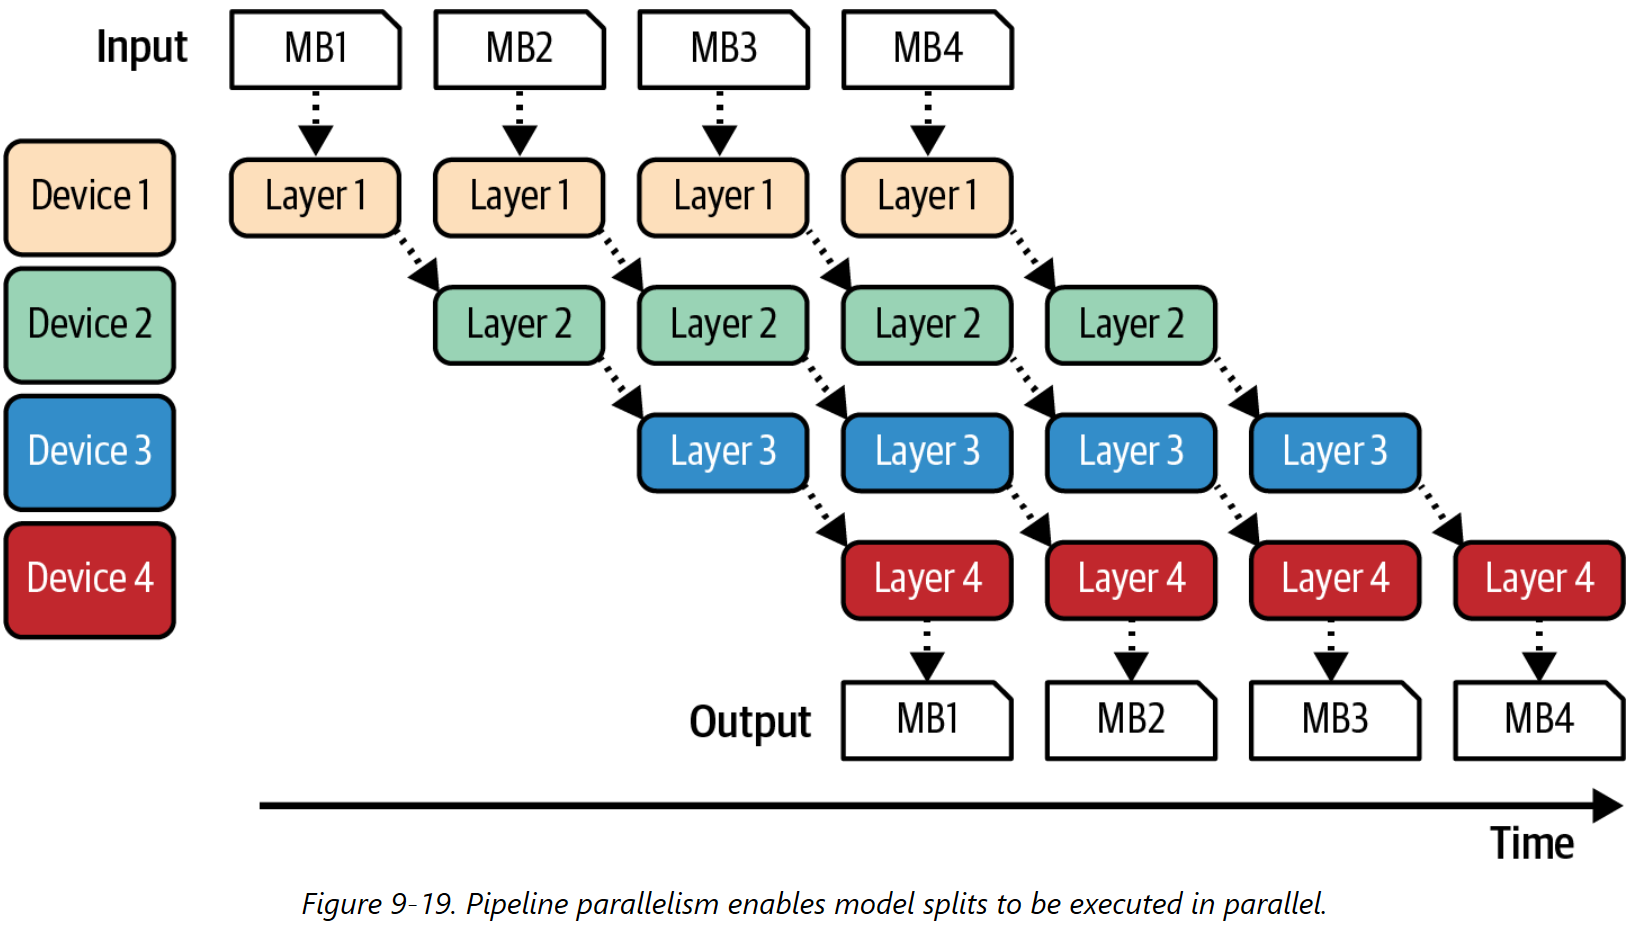 Input MB1 MB2 MB3 MB4
Device 1 Layer 1 Layer 1 Layer 1 Layer 1
Device 2 Layer 2 Layer 2 Layer 2 Layer 2
Device 3 Layer 3 Layer 3 Layer 3 Layer 3
Device 4 Layer 4 Layer 4 Layer 4 Layer 4
Output MB1 MB2 MB3 MB4
Time
Figure 9-19. Pipeline parallelism enables model splits to be executed in parallel.